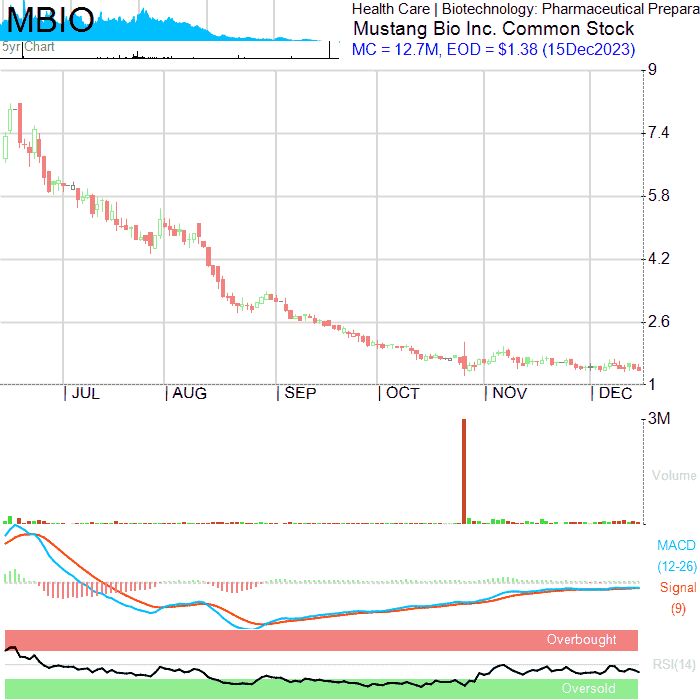 MBIO
5yr Chart
Health Care | Biotechnology: Pharmaceutical Prepara
Mustang Bio Inc. Common Stock
MC = 12.7M, EOD = $1.38 (15Dec2023)
9
7.4
5.8
4.2
2.6
1
JUL
AUG
SEP
OCT
NOV
DEC
3M
Volume
MACD
(12-26)
Signal
(9)
Overbought
RSI(14)
Oversold